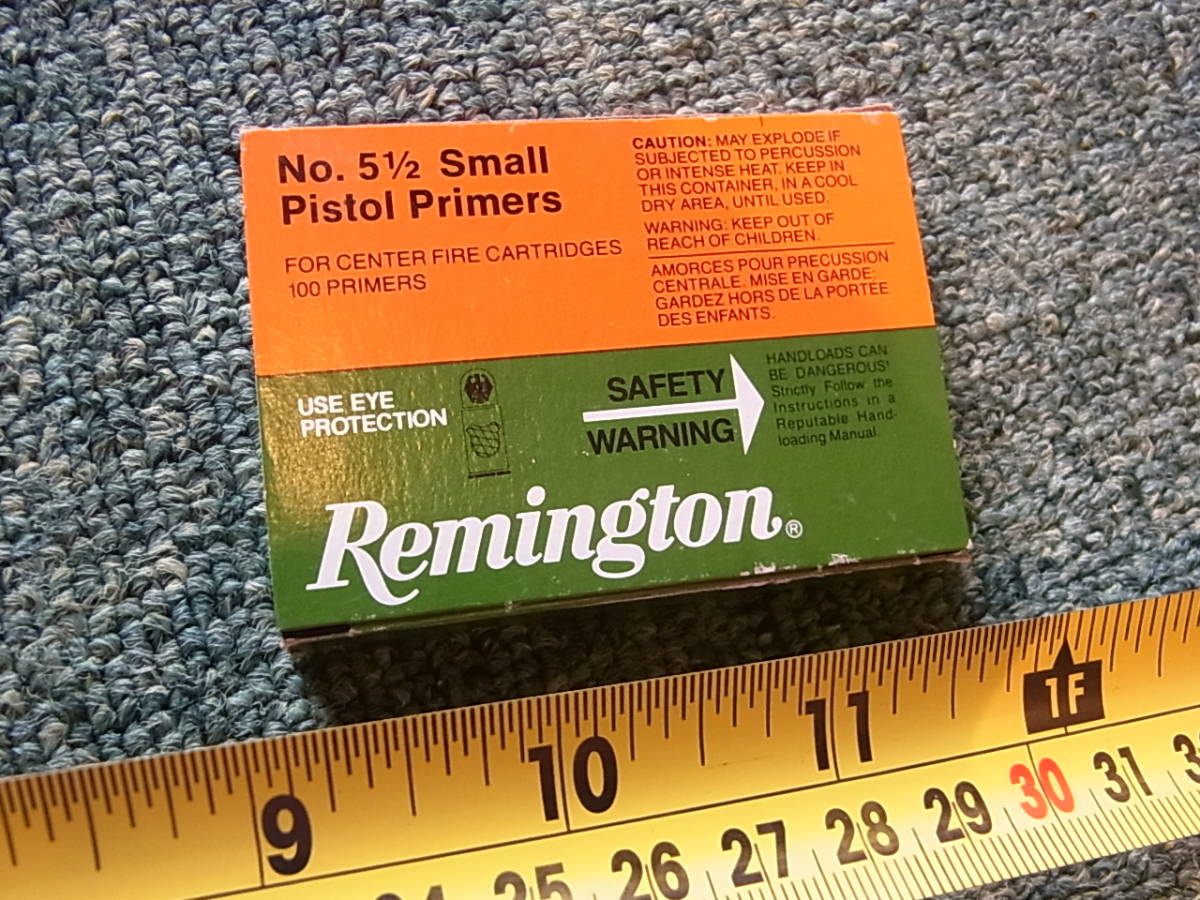 No. 5½ Small
Pistol Primers
FOR CENTER FIRE CARTRIDGES
100 PRIMERS
CAUTION: MAY EXPLODE IF
SUBJECTED TO PERCUSSION
OR INTENSE HEAT. KEEP IN
THIS CONTAINER, IN A COOL
DRY AREA, UNTIL USED.
WARNING: KEEP OUT OF
REACH OF CHILDREN.
AMORCES POUR PRECUSSION
CENTRALE. MISE EN GARDE:
GARDEZ HORS DE LA PORTÉE
DES ENFANTS.
USE EYE
PROTECTION
SAFETY
WARNING
HANDLOADS CAN
BE DANGEROUS!
Strictly Follow the
Instructions in a
Reputable Hand-
loading Manual.
Remington®
9 10 11 1F
25 26 27 28 29 30 31